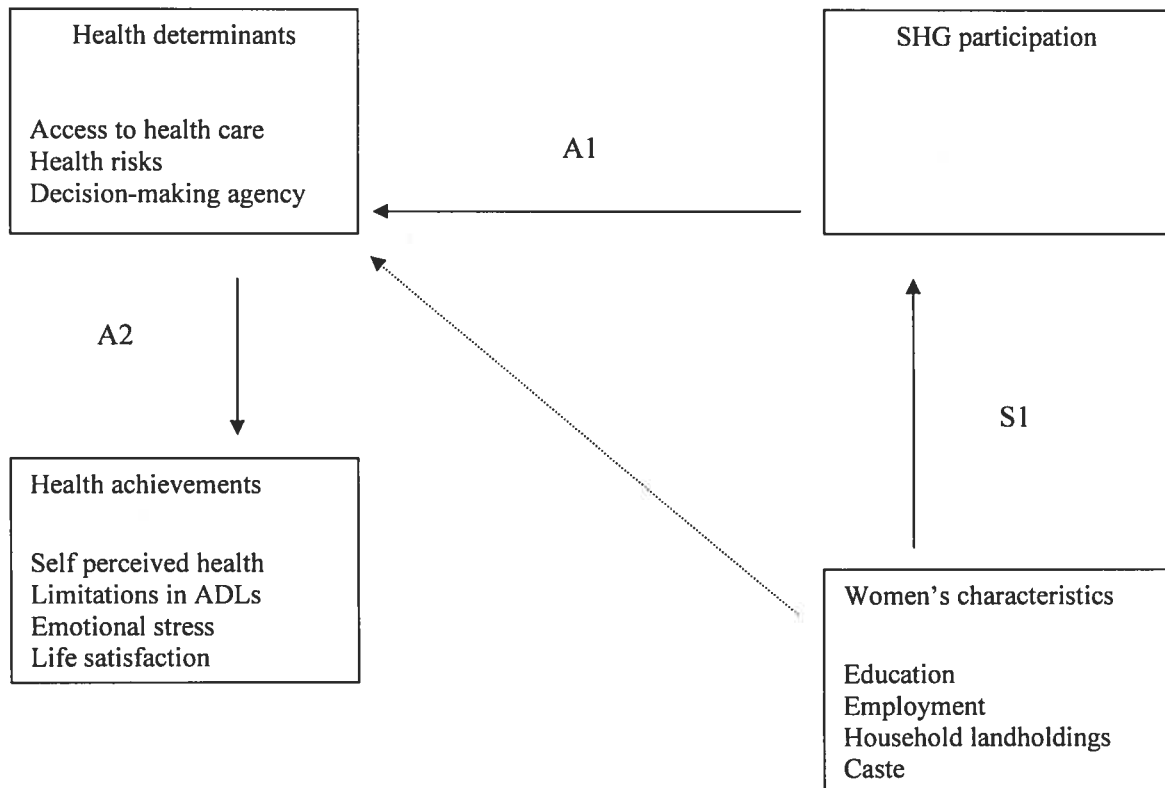 Health determinants
Access to health care
Health risks
Decision-making agency
A1
SHG participation
A2
S1
Health achievements
Self perceived health
Limitations in ADLs
Emotional stress
Life satisfaction
Women's characteristics
Education
Employment
Household landholdings
Caste